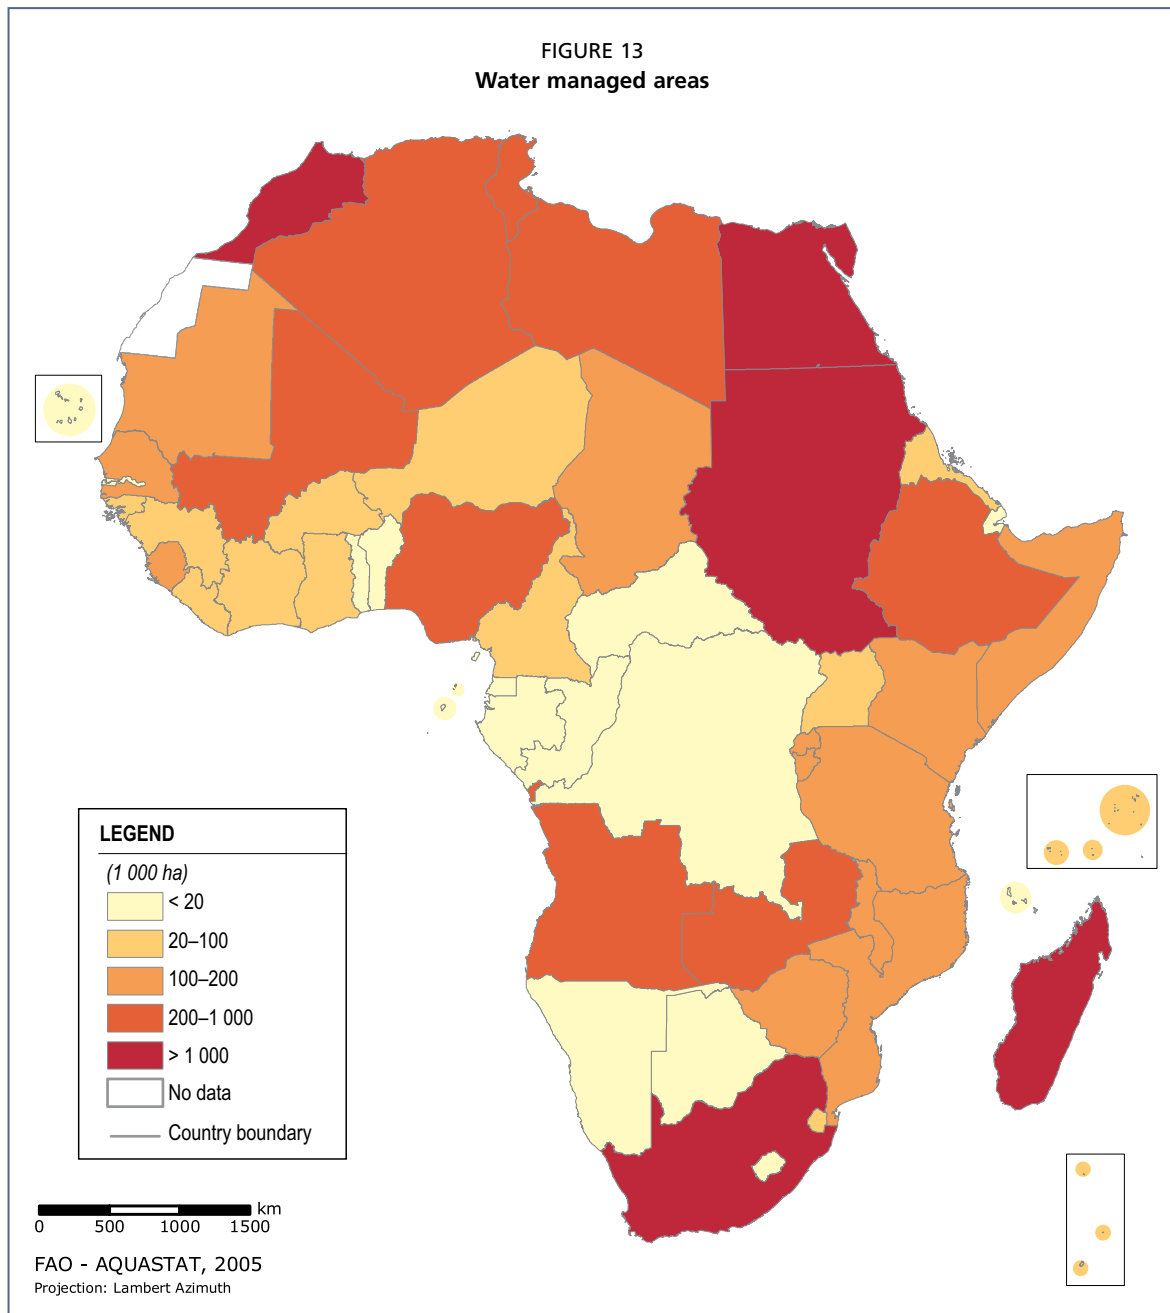 FIGURE 13
Water managed areas
LEGEND
(1 000 ha)
< 20
20–100
100–200
200–1 000
> 1 000
No data
Country boundary
km
0 500 1000 1500
FAO - AQUASTAT, 2005
Projection: Lambert Azimuth